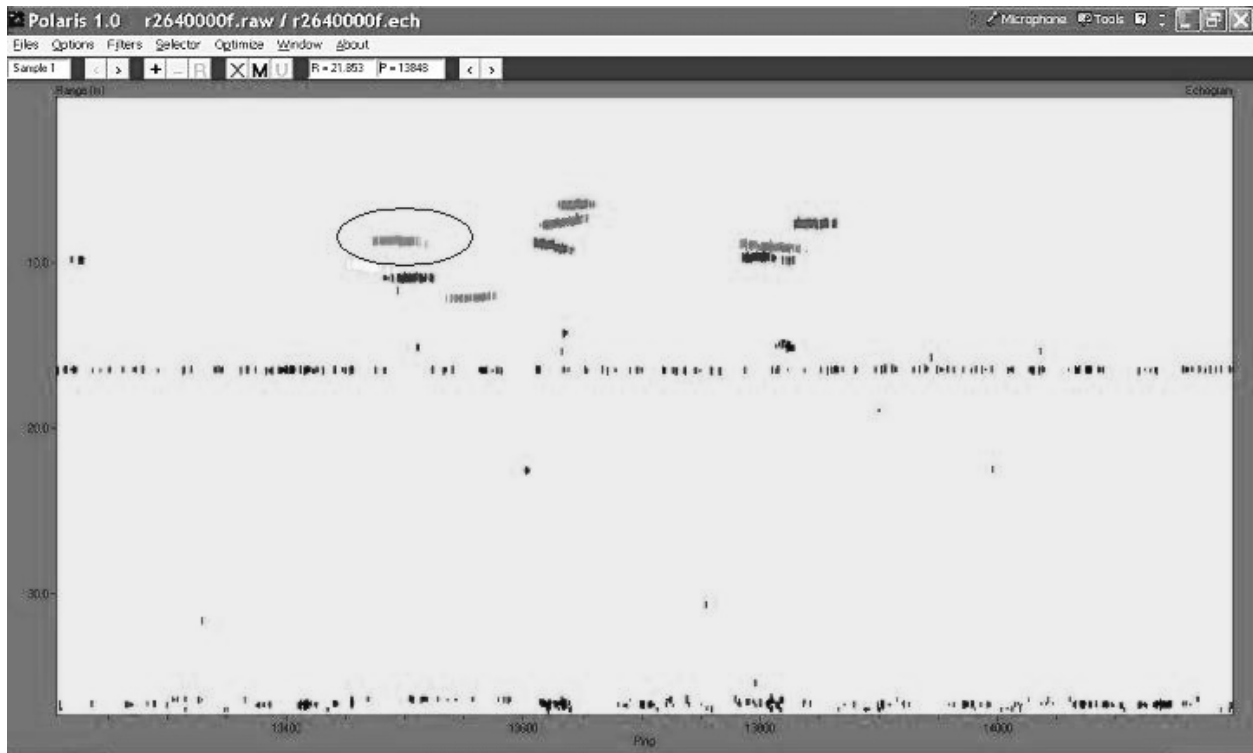 Polaris 1.0 r2640000f.raw / r2640000f.ech
Microphone Tools
Files Options Filters Selector Optimize Window About
Sample 1 < > + - R X M U R = 21.853 P = 13848 < >
Range (m) Echogram
10.0
20.0
30.0
13400 13600 13800 14000
Ping